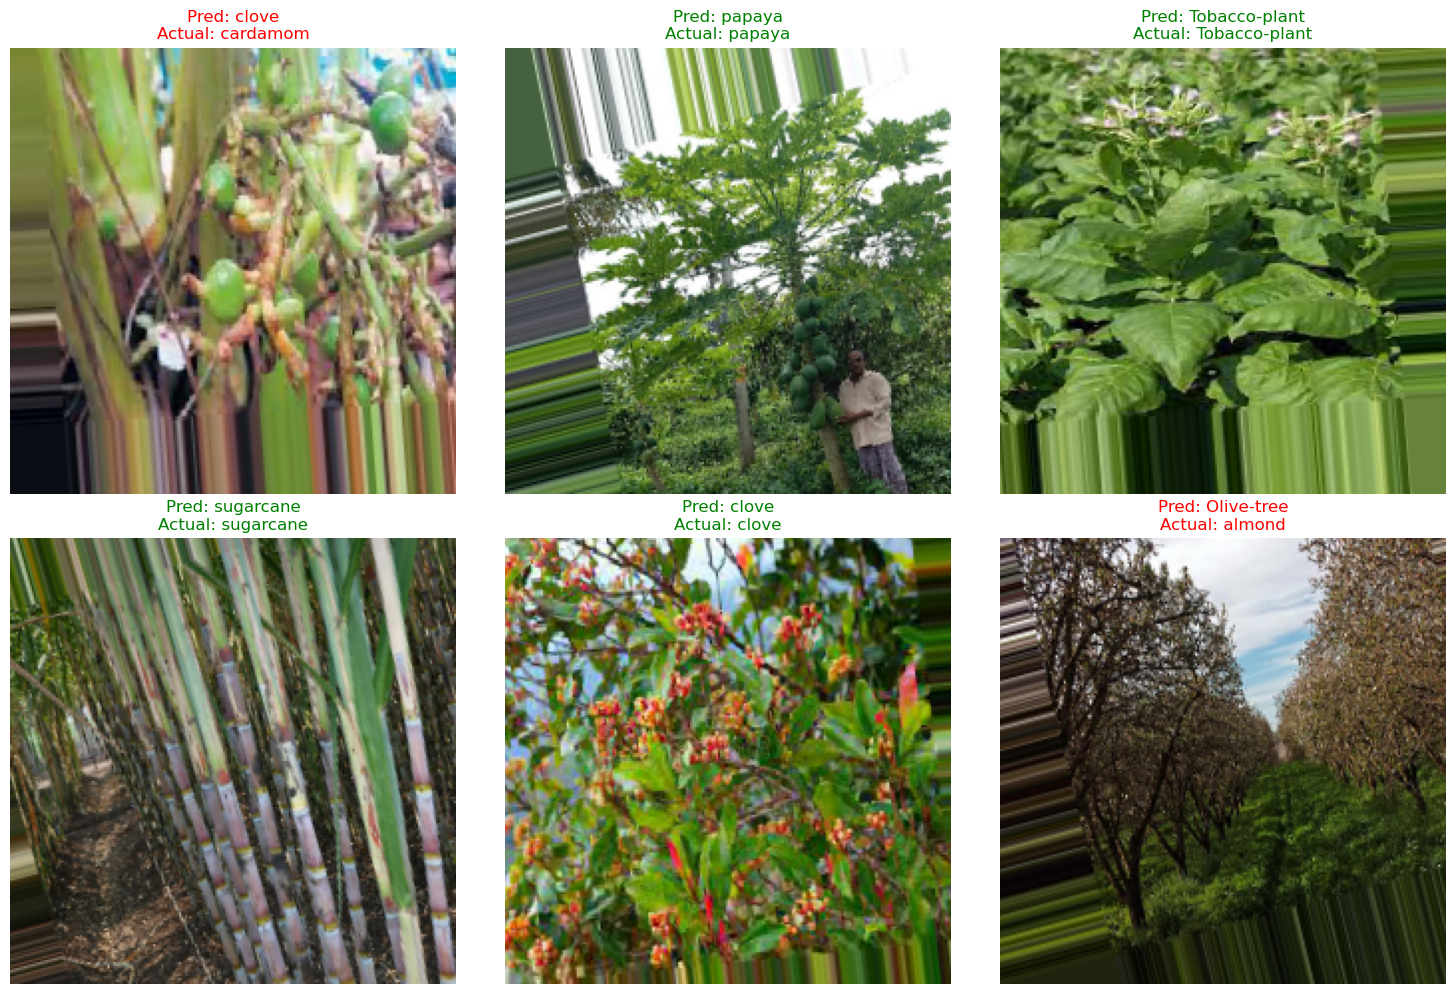 Pred: clove
Actual: cardamom
Pred: papaya
Actual: papaya
Pred: Tobacco-plant
Actual: Tobacco-plant
Pred: sugarcane
Actual: sugarcane
Pred: clove
Actual: clove
Pred: Olive-tree
Actual: almond